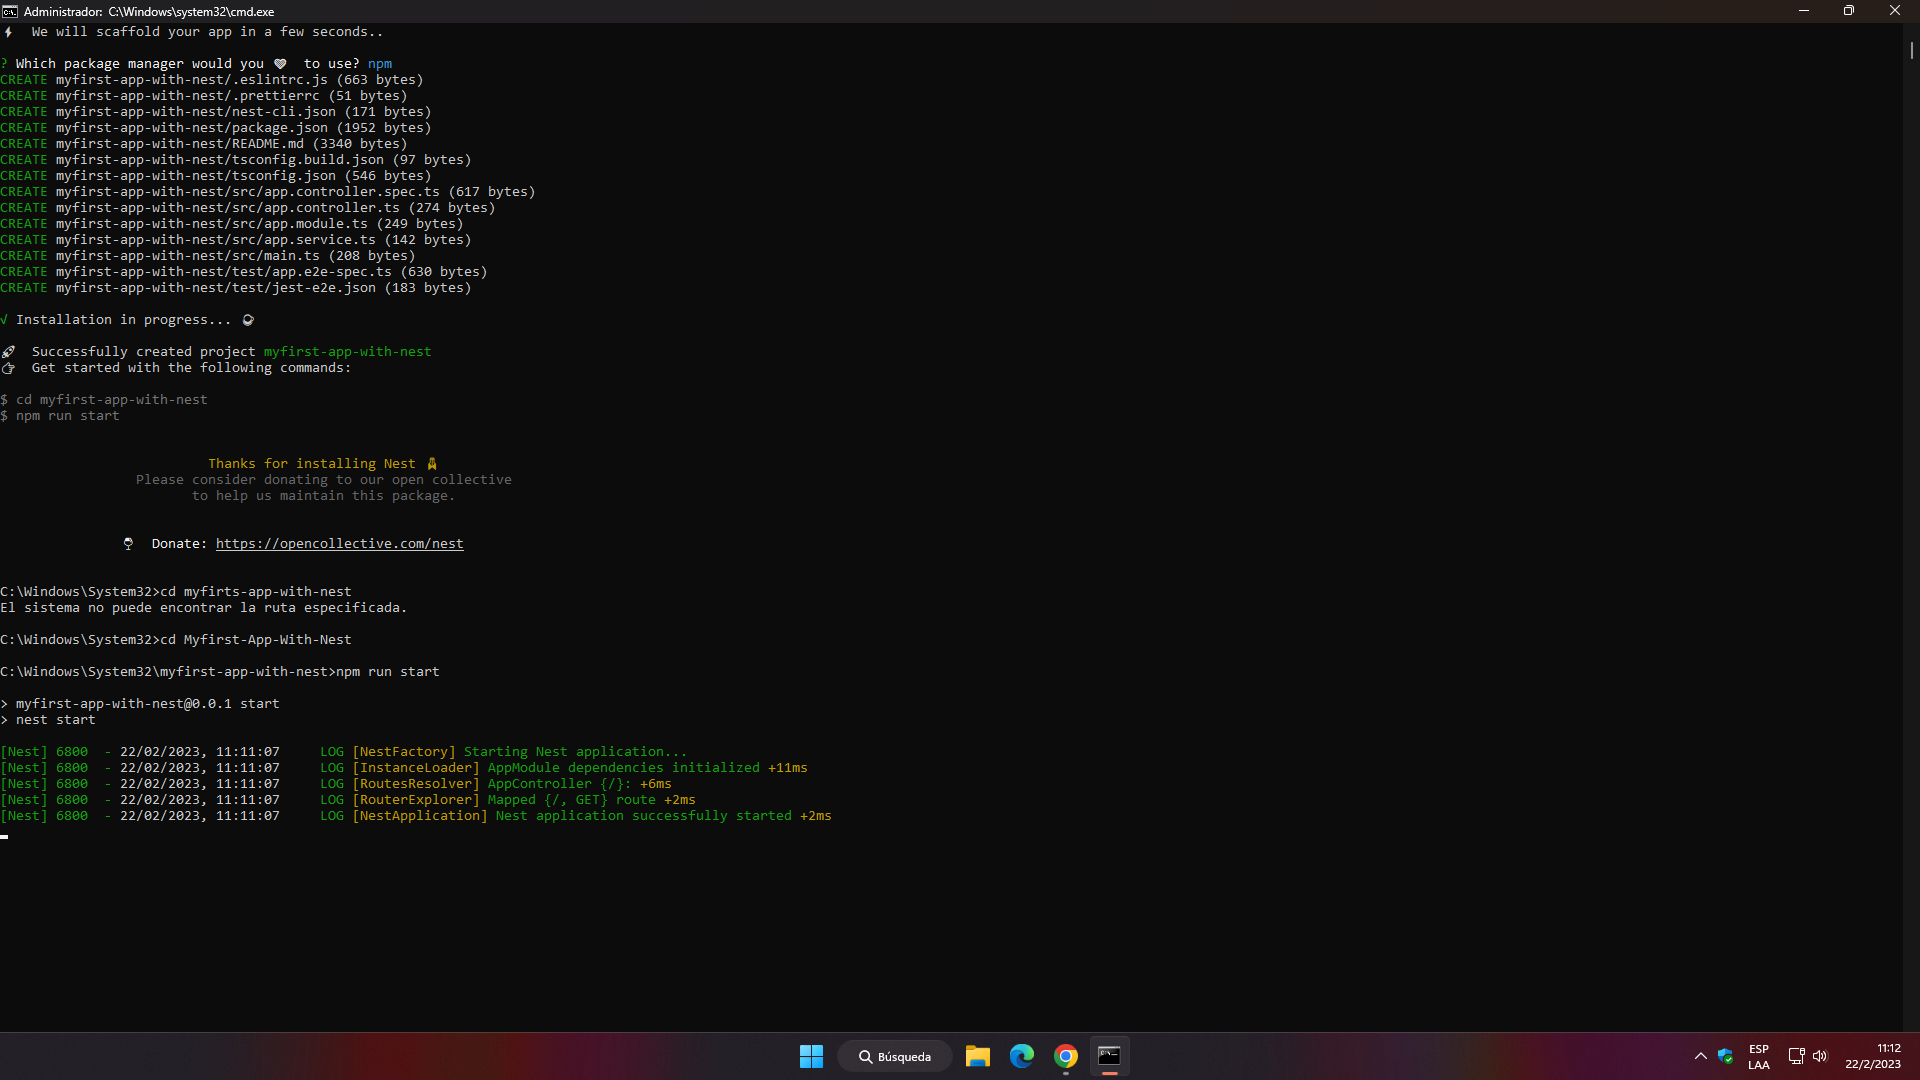 Administrador: C:\Windows\system32\cmd.exe
We will scaffold your app in a few seconds..
? Which package manager would you to use? npm
CREATE myfirst-app-with-nest/.eslintrc.js (663 bytes)
CREATE myfirst-app-with-nest/.prettierrc (51 bytes)
CREATE myfirst-app-with-nest/nest-cli.json (171 bytes)
CREATE myfirst-app-with-nest/package.json (1952 bytes)
CREATE myfirst-app-with-nest/README.md (3340 bytes)
CREATE myfirst-app-with-nest/tsconfig.build.json (97 bytes)
CREATE myfirst-app-with-nest/tsconfig.json (546 bytes)
CREATE myfirst-app-with-nest/src/app.controller.spec.ts (617 bytes)
CREATE myfirst-app-with-nest/src/app.controller.ts (274 bytes)
CREATE myfirst-app-with-nest/src/app.module.ts (249 bytes)
CREATE myfirst-app-with-nest/src/app.service.ts (142 bytes)
CREATE myfirst-app-with-nest/src/main.ts (208 bytes)
CREATE myfirst-app-with-nest/test/app.e2e-spec.ts (630 bytes)
CREATE myfirst-app-with-nest/test/jest-e2e.json (183 bytes)
√ Installation in progress...
Successfully created project myfirst-app-with-nest
Get started with the following commands:
$ cd myfirst-app-with-nest
$ npm run start
Thanks for installing Nest
Please consider donating to our open collective
to help us maintain this package.
Donate: https://opencollective.com/nest
C:\Windows\System32>cd myfirts-app-with-nest
El sistema no puede encontrar la ruta especificada.
C:\Windows\System32>cd Myfirst-App-With-Nest
C:\Windows\System32\myfirst-app-with-nest>npm run start
> myfirst-app-with-nest@0.0.1 start
> nest start
[Nest] 6800  - 22/02/2023, 11:11:07     LOG [NestFactory] Starting Nest application...
[Nest] 6800  - 22/02/2023, 11:11:07     LOG [InstanceLoader] AppModule dependencies initialized +11ms
[Nest] 6800  - 22/02/2023, 11:11:07     LOG [RoutesResolver] AppController {/}: +6ms
[Nest] 6800  - 22/02/2023, 11:11:07     LOG [RouterExplorer] Mapped {/, GET} route +2ms
[Nest] 6800  - 22/02/2023, 11:11:07     LOG [NestApplication] Nest application successfully started +2ms
Búsqueda
ESP
LAA
11:12
22/2/2023